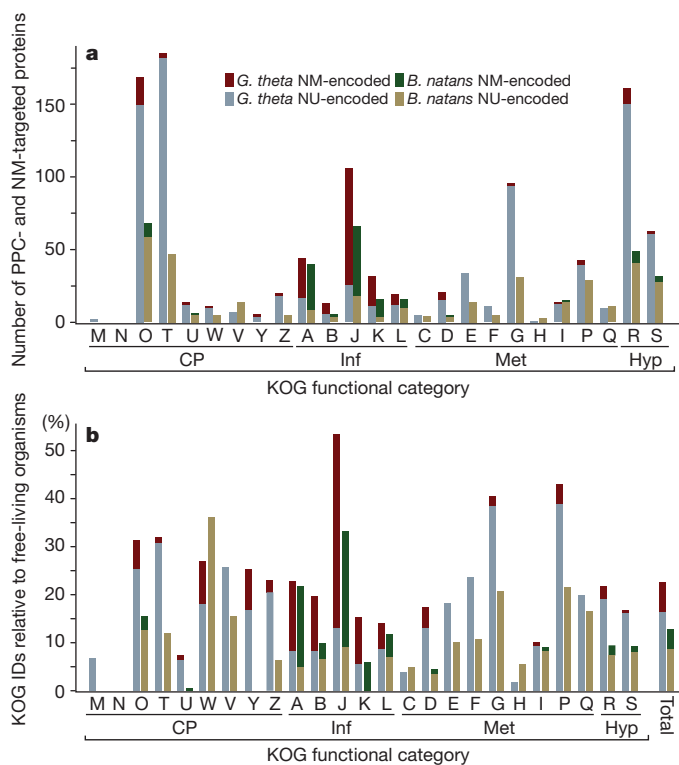 a
G. theta NM-encoded
B. natans NM-encoded
G. theta NU-encoded
B. natans NU-encoded
Number of PPC- and NM-targeted proteins
150
100
50
0
M N O T U W V Y Z A B J K L C D E F G H I P Q R S
CP Inf Met Hyp
KOG functional category
(%)
b
KOG IDs relative to free-living organisms
50
40
30
20
10
0
M N O T U W V Y Z A B J K L C D E F G H I P Q R S Total
CP Inf Met Hyp
KOG functional category